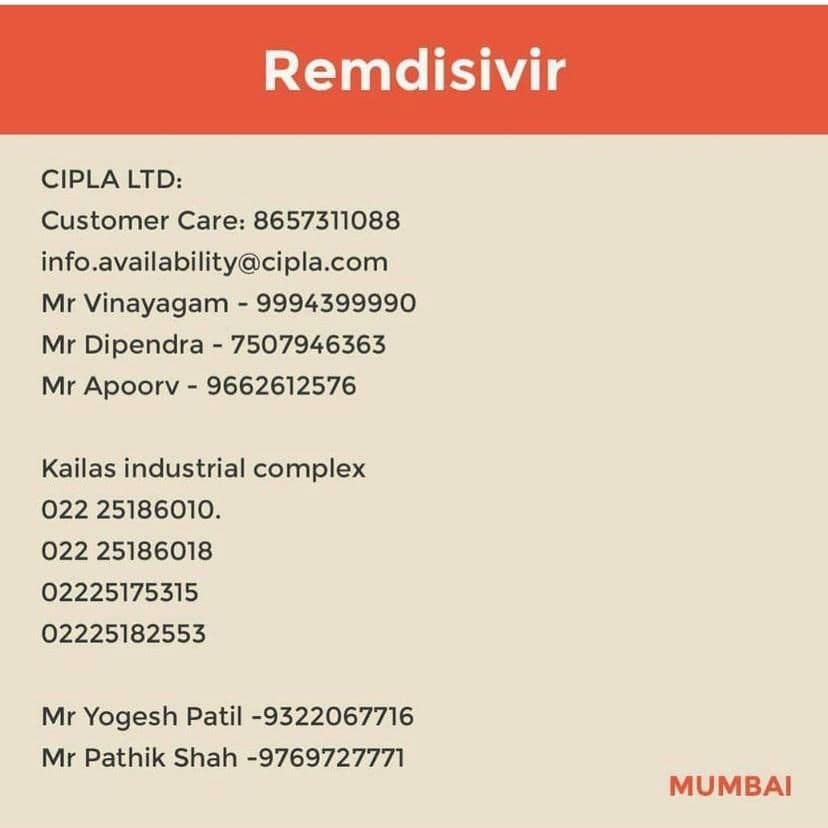 Remdisivir
CIPLA LTD:
Customer Care: 8657311088
info.availability@cipla.com
Mr Vinayagam - 9994399990
Mr Dipendra - 7507946363
Mr Apoorv - 9662612576
Kailas industrial complex
022 25186010.
022 25186018
02225175315
02225182553
Mr Yogesh Patil -9322067716
Mr Pathik Shah -9769727771
MUMBAI